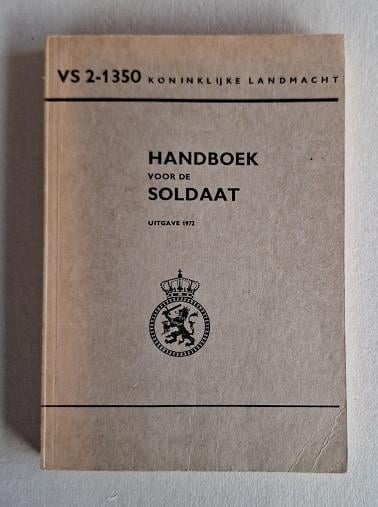 VS 2-1350 KONINKLIJKE LANDMACHT
HANDBOEK
VOOR DE
SOLDAAT
UITGAVE 1972